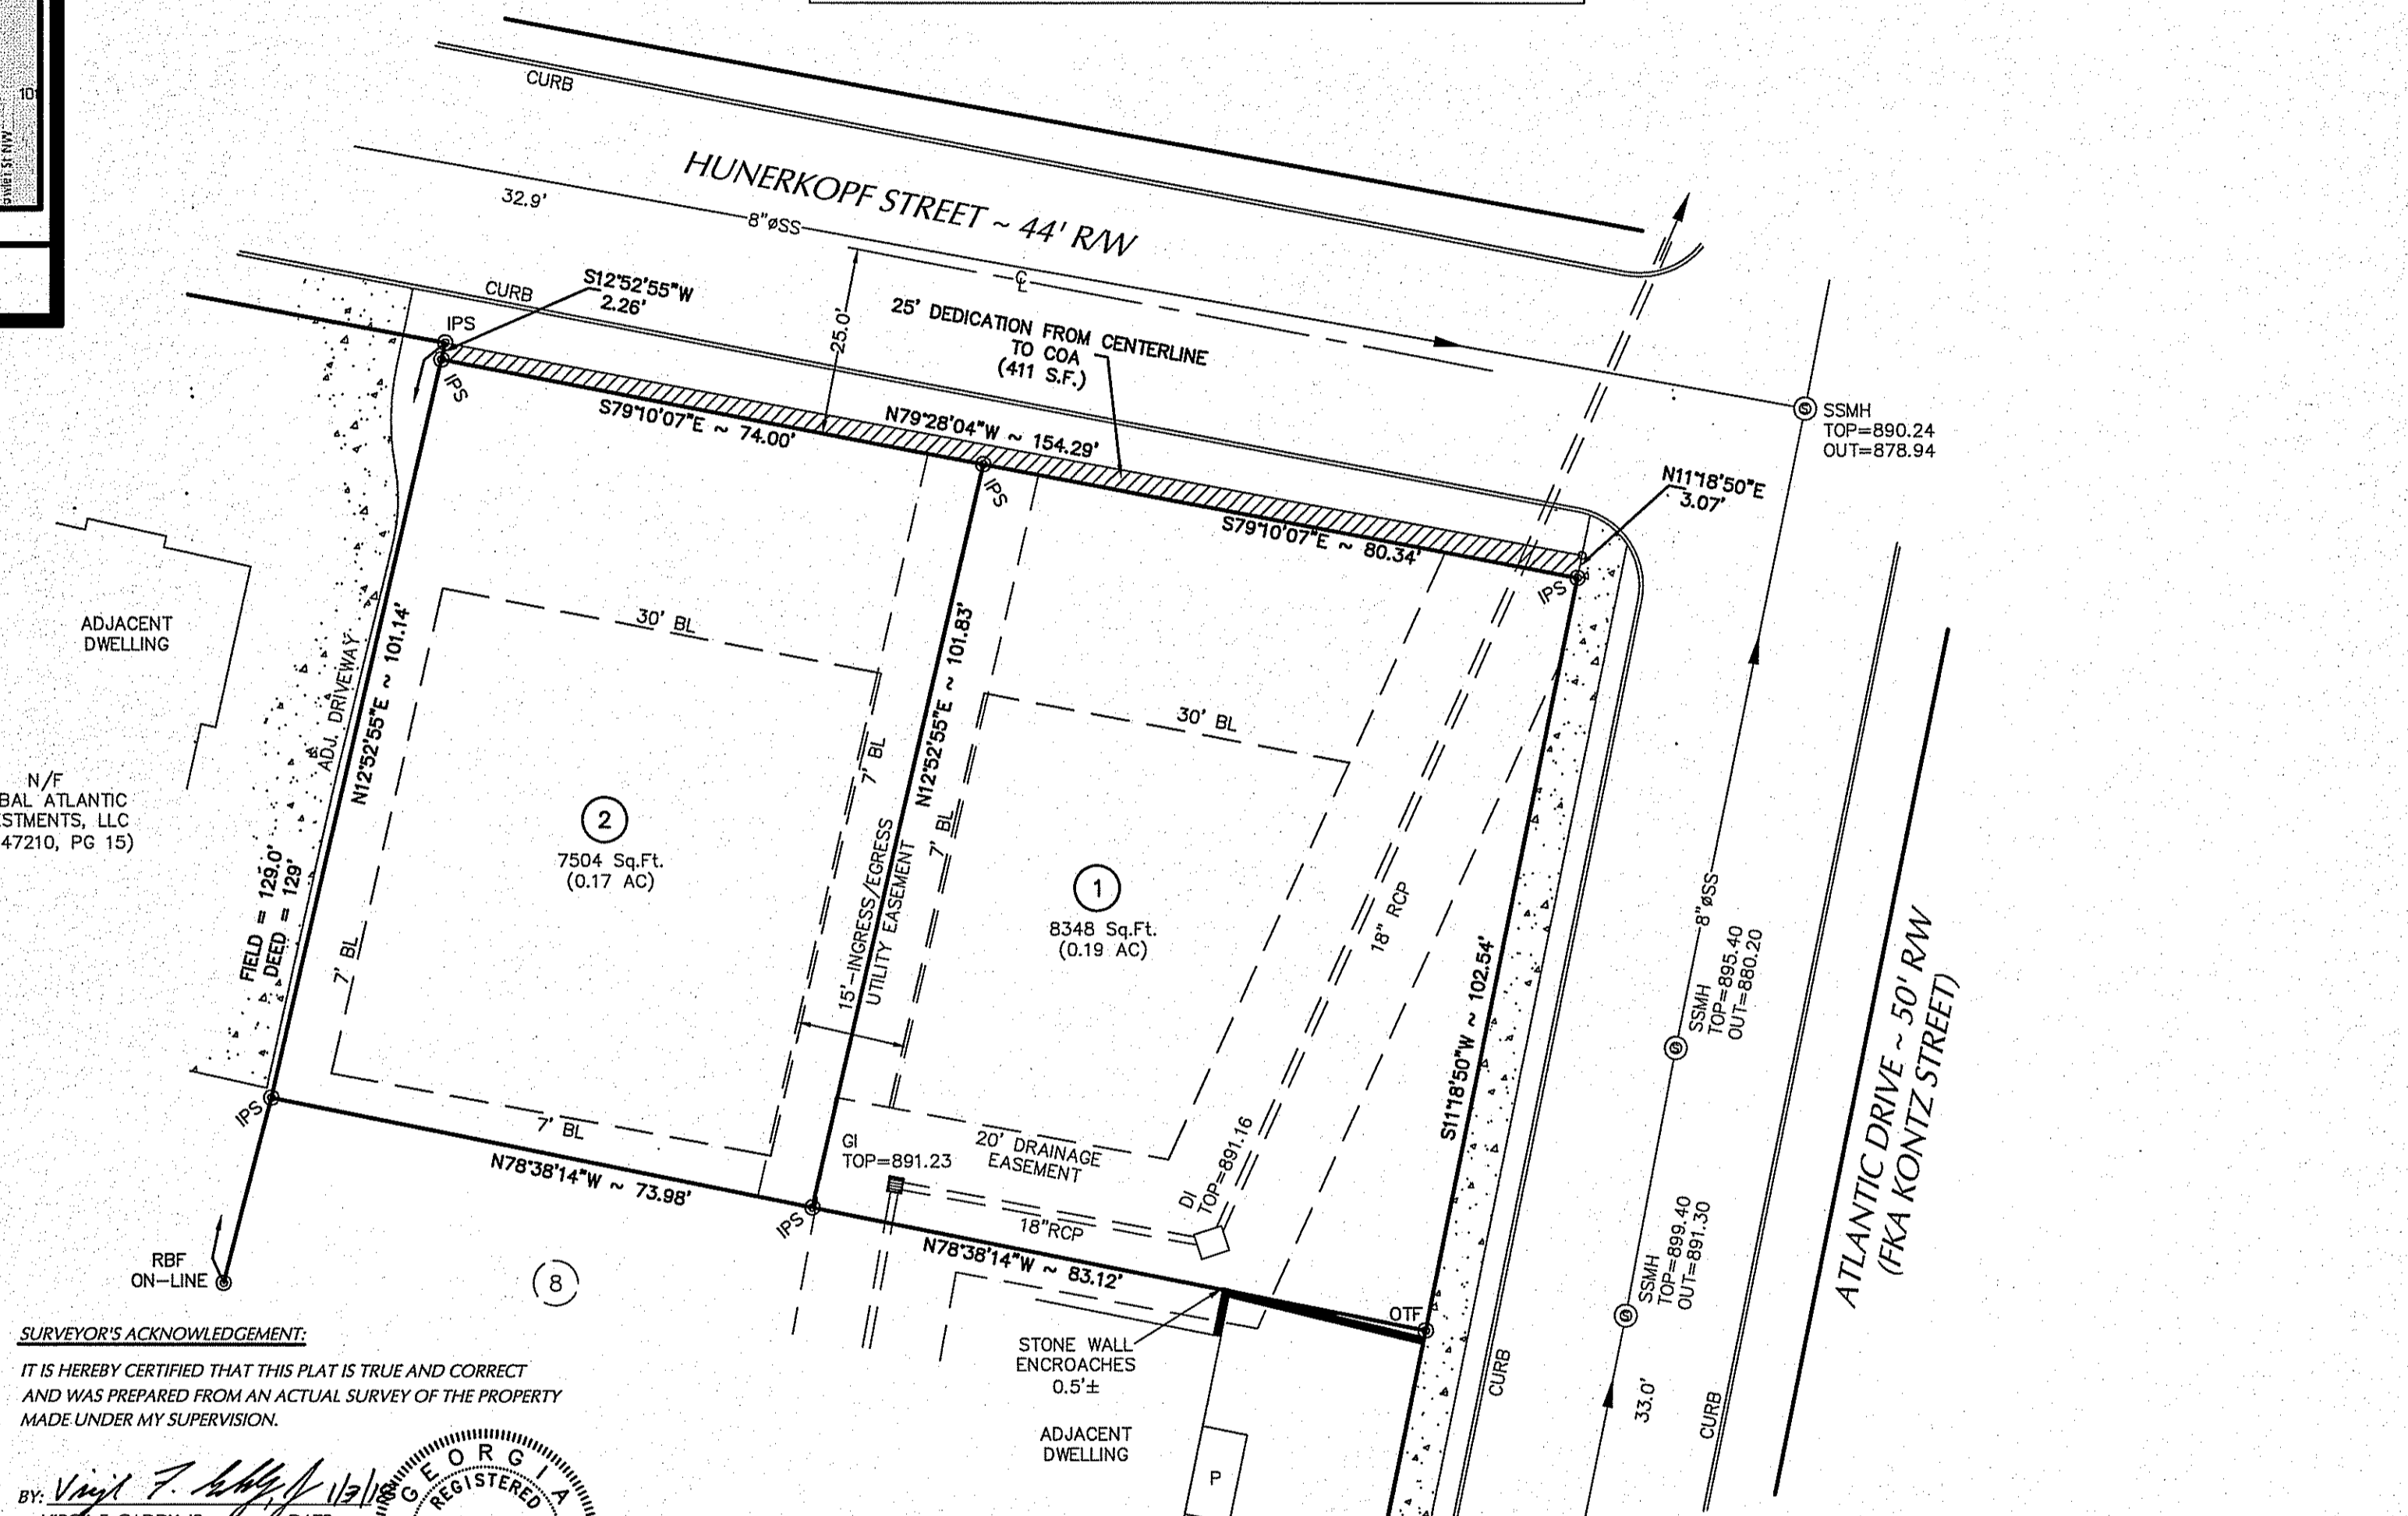 CURB
HUNERKOPF STREET ~ 44' R/W
32.9'
8"øSS
CURB
S12°52'55"W
2.26'
IPS
IPS
25.0'
℄
25' DEDICATION FROM CENTERLINE
TO COA
(411 S.F.)
S79°10'07"E ~ 74.00'
N79°28'04"W ~ 154.29'
IPS
S79°10'07"E ~ 80.34'
N11°18'50"E
3.07'
IPS
SSMH
TOP=890.24
OUT=878.94
ADJACENT
DWELLING
ADJ. DRIVEWAY
N12°52'55"E ~ 101.14'
30' BL
7' BL
N12°52'55"E ~ 101.83'
7' BL
30' BL
N/F
ATLANTIC
LLC
47210, PG 15)
FIELD = 129.0'
DEED = 129'
7' BL
2
7504 Sq.Ft.
(0.17 AC)
15'-INGRESS/EGRESS
UTILITY EASEMENT
1
8348 Sq.Ft.
(0.19 AC)
18" RCP
S11°18'50"W ~ 102.54'
8"øSS
SSMH
TOP=895.40
OUT=880.20
ATLANTIC DRIVE ~ 50' R/W
(FKA KONTZ STREET)
IPS
7' BL
N78°38'14"W ~ 73.98'
GI
TOP=891.23
20' DRAINAGE
EASEMENT
DI
TOP=891.16
18"RCP
IPS
N78°38'14"W ~ 83.12'
RBF
ON-LINE
8
OTF
STONE WALL
ENCROACHES
0.5'±
SSMH
TOP=899.40
OUT=891.30
CURB
33.0'
CURB
ADJACENT
DWELLING
P
SURVEYOR'S ACKNOWLEDGEMENT:
IT IS HEREBY CERTIFIED THAT THIS PLAT IS TRUE AND CORRECT
AND WAS PREPARED FROM AN ACTUAL SURVEY OF THE PROPERTY
MADE UNDER MY SUPERVISION.
BY:
GEORGIA
REGISTERED